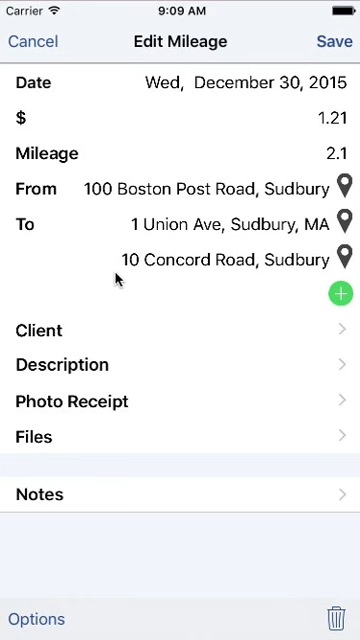 Carrier 9:09 AM
Cancel Edit Mileage Save
Date Wed, December 30, 2015
$ 1.21
Mileage 2.1
From 100 Boston Post Road, Sudbury
To 1 Union Ave, Sudbury, MA
10 Concord Road, Sudbury
Client
Description
Photo Receipt
Files
Notes
Options